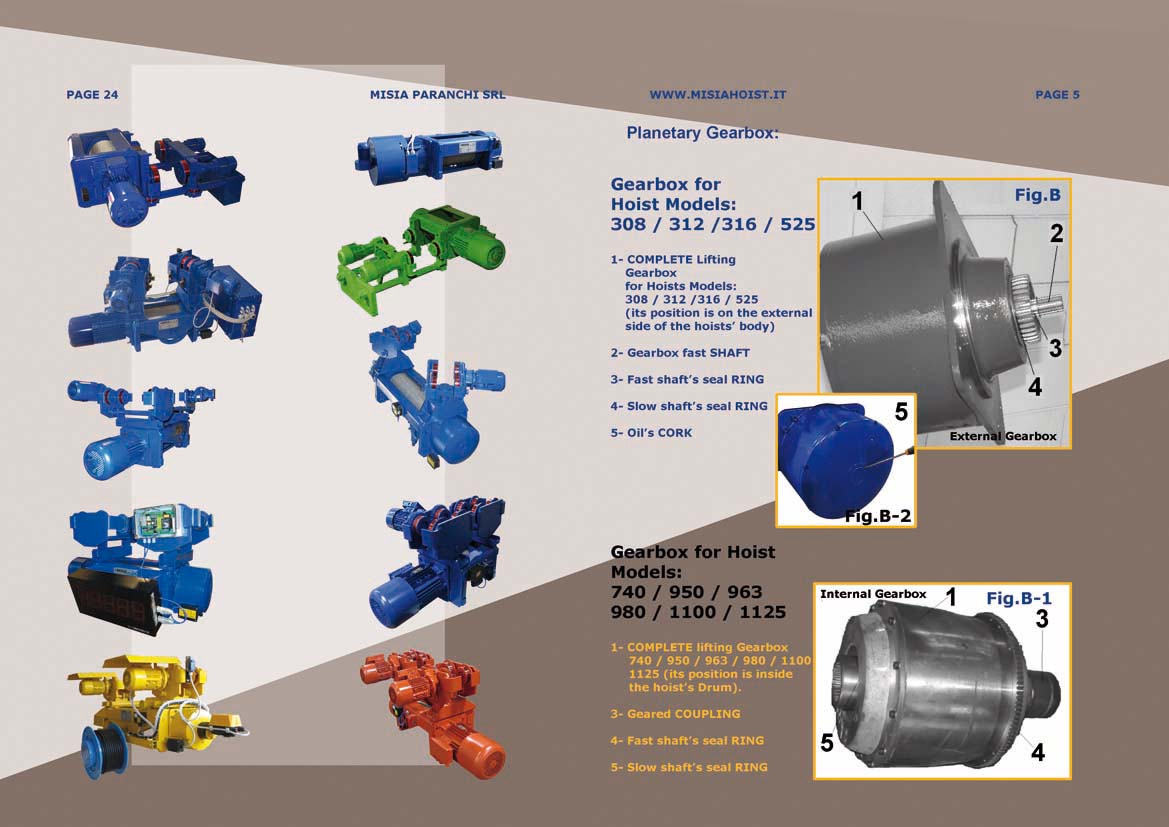 PAGE 24
MISIA PARANCHI SRL
WWW.MISIAHOIST.IT
PAGE 5
Planetary Gearbox:
Gearbox for
Hoist Models:
308 / 312 /316 / 525
1- COMPLETE Lifting
Gearbox
for Hoists Models:
308 / 312 /316 / 525
(its position is on the external
side of the hoists' body)
2- Gearbox fast SHAFT
3- Fast shaft's seal RING
4- Slow shaft's seal RING
5- Oil's CORK
Fig.B
1
2
3
4
External Gearbox
5
Fig.B-2
Gearbox for Hoist
Models:
740 / 950 / 963
980 / 1100 / 1125
1- COMPLETE lifting Gearbox
740 / 950 / 963 / 980 / 1100
1125 (its position is inside
the hoist's Drum).
3- Geared COUPLING
4- Fast shaft's seal RING
5- Slow shaft's seal RING
Internal Gearbox
1
Fig.B-1
3
5
4